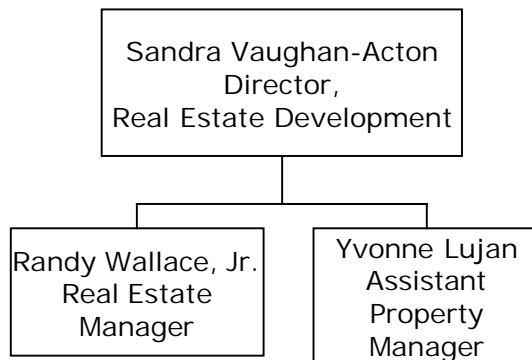 Sandra Vaughan-Acton
Director,
Real Estate Development
Randy Wallace, Jr.
Real Estate
Manager
Yvonne Lujan
Assistant
Property
Manager